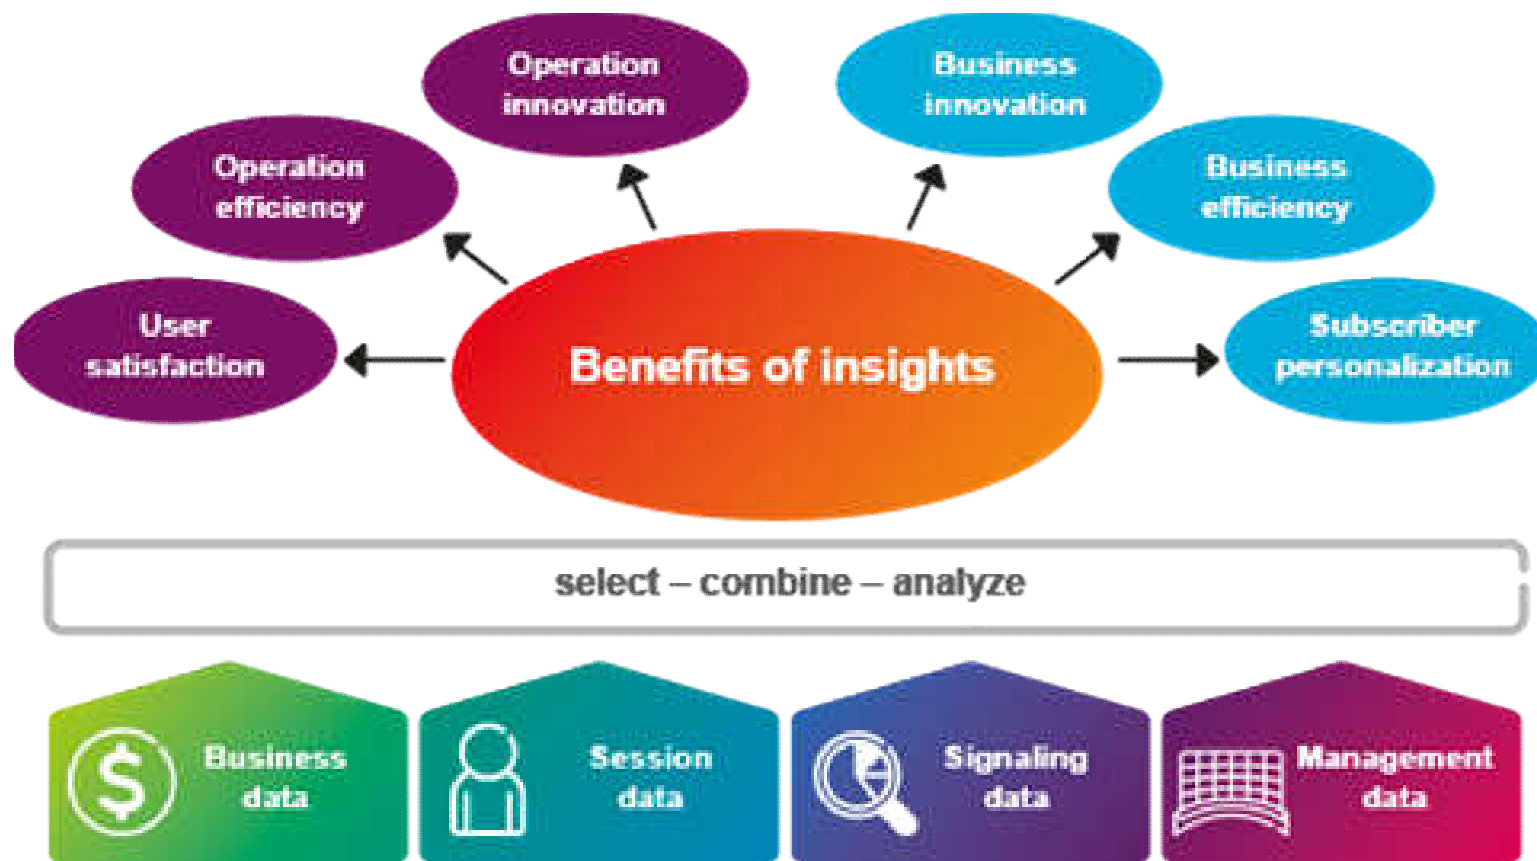 Operation
innovation
Business
innovation
Operation
efficiency
Business
efficiency
User
satisfaction
Benefits of insights
Subscriber
personalization
select – combine – analyze
Business
data
Session
data
Signaling
data
Management
data